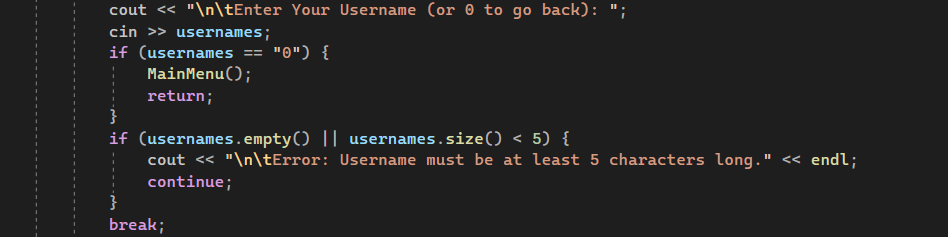 cout << "\n\tEnter Your Username (or 0 to go back): ";
cin >> usernames;
if (usernames == "0") {
MainMenu();
return;
}
if (usernames.empty() || usernames.size() < 5) {
cout << "\n\tError: Username must be at least 5 characters long." << endl;
continue;
}
break;